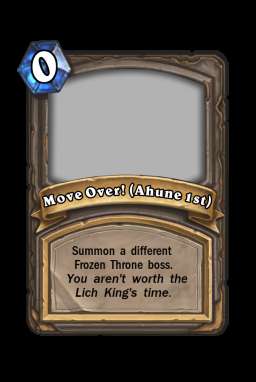 0
Move Over! (Ahune 1st)
Summon a different
Frozen Throne boss.
You aren't worth the
Lich King's time.